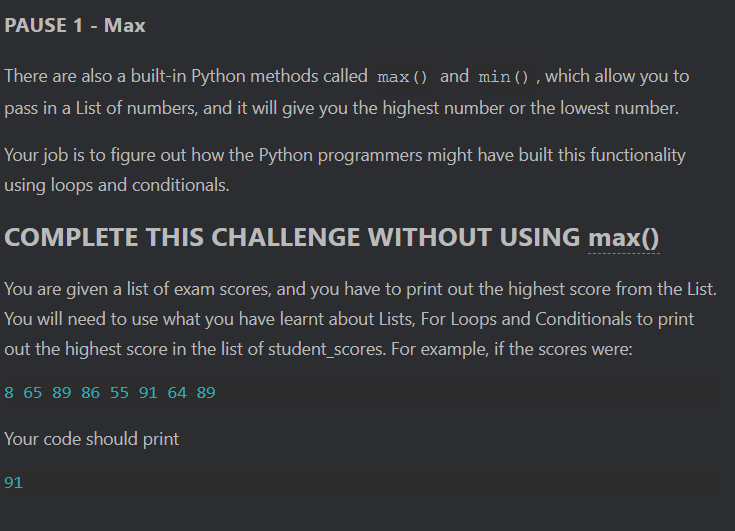 PAUSE 1 - Max
There are also a built-in Python methods called max() and min() , which allow you to
pass in a List of numbers, and it will give you the highest number or the lowest number.
Your job is to figure out how the Python programmers might have built this functionality
using loops and conditionals.
COMPLETE THIS CHALLENGE WITHOUT USING max()
You are given a list of exam scores, and you have to print out the highest score from the List.
You will need to use what you have learnt about Lists, For Loops and Conditionals to print
out the highest score in the list of student_scores. For example, if the scores were:
8 65 89 86 55 91 64 89
Your code should print
91